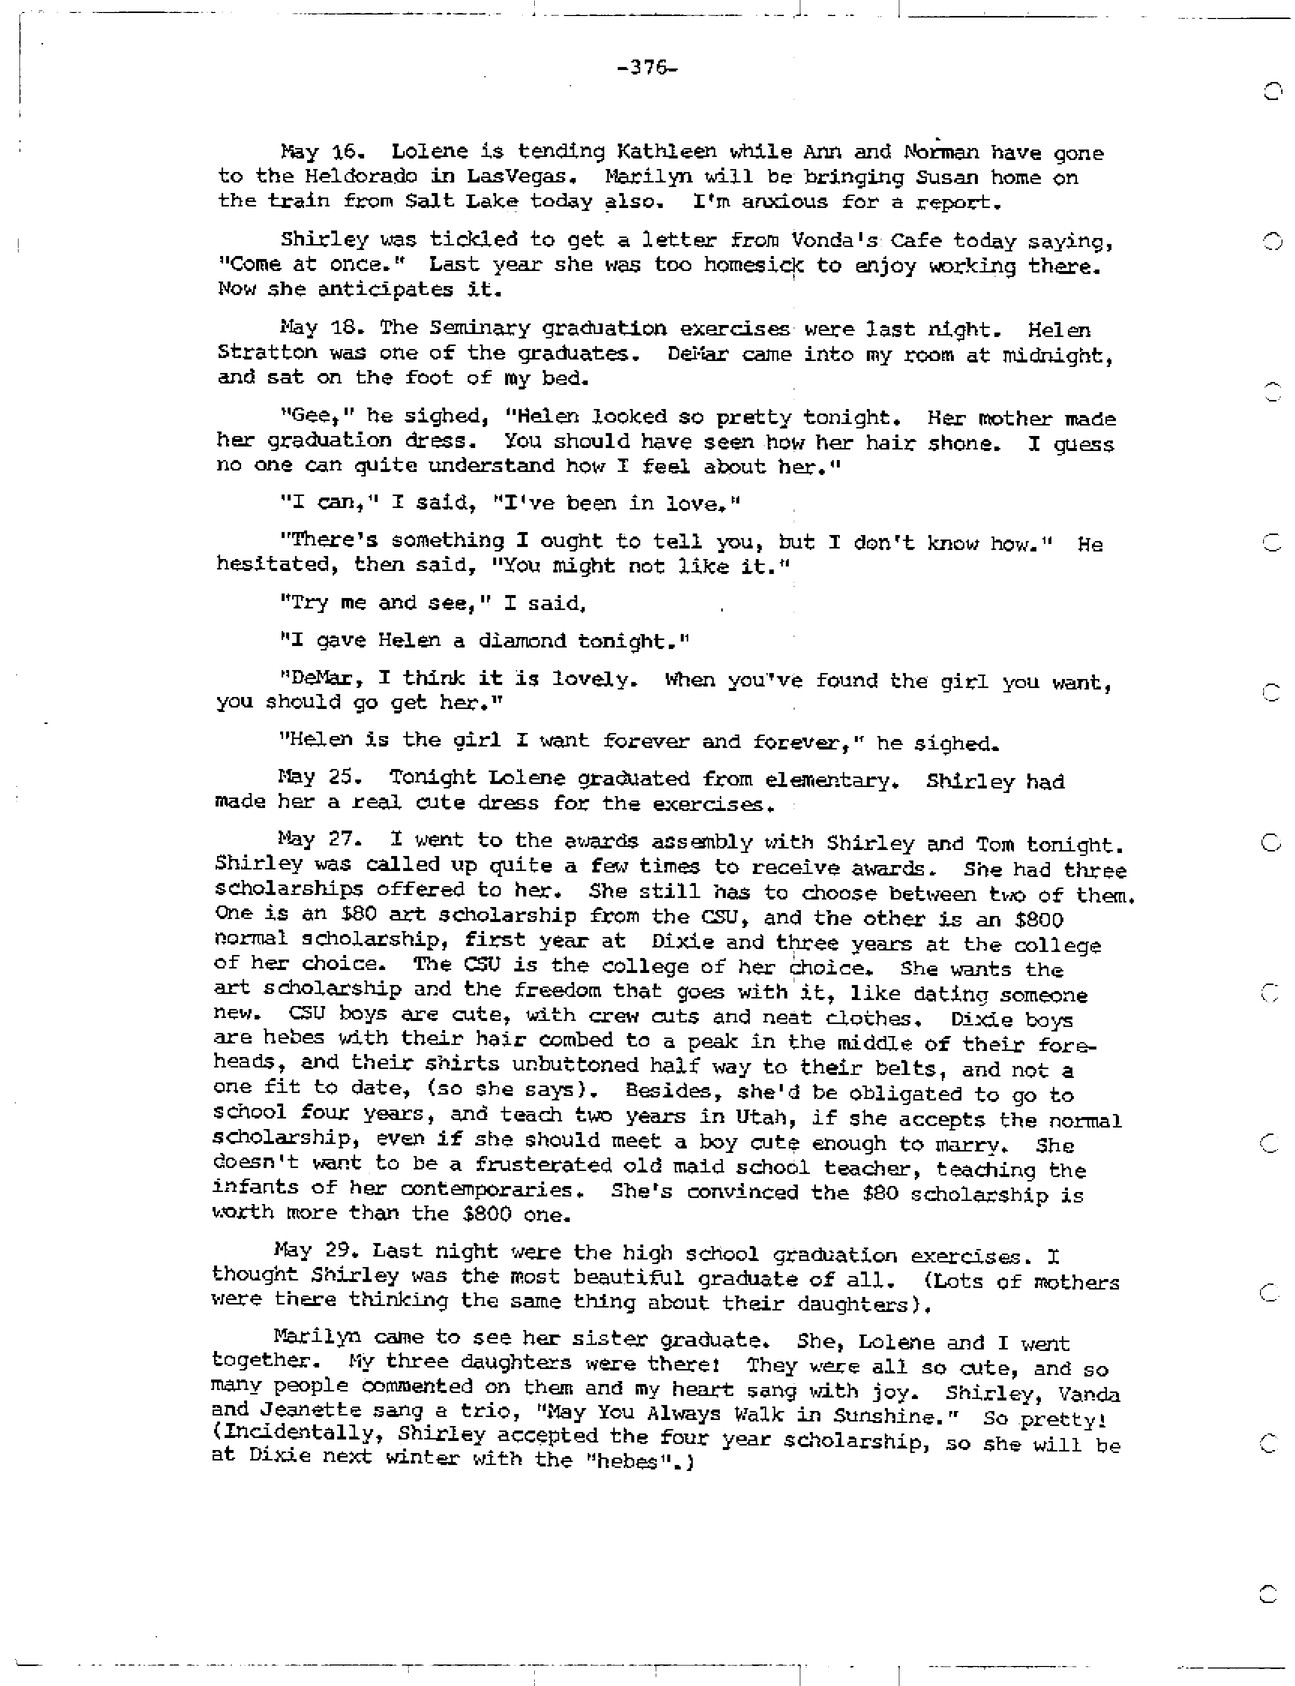 -376-
May 16. Lolene is tending Kathleen while Ann and Norman have gone
to the Heldorado in LasVegas. Marilyn will be bringing Susan home on
the train from Salt Lake today also. I'm anxious for a report.
Shirley was tickled to get a letter from Vonda's Cafe today saying,
"Come at once." Last year she was too homesick to enjoy working there.
Now she anticipates it.
May 18. The Seminary graduation exercises were last night. Helen
Stratton was one of the graduates. DeMar came into my room at midnight,
and sat on the foot of my bed.
"Gee," he sighed, "Helen looked so pretty tonight. Her mother made
her graduation dress. You should have seen how her hair shone. I guess
no one can quite understand how I feel about her."
"I can," I said, "I've been in love."
"There's something I ought to tell you, but I don't know how." He
hesitated, then said, "You might not like it."
"Try me and see," I said,
"I gave Helen a diamond tonight."
"DeMar, I think it is lovely. When you've found the girl you want,
you should go get her."
"Helen is the girl I want forever and forever," he sighed.
May 25. Tonight Lolene graduated from elementary. Shirley had
made her a real cute dress for the exercises.
May 27. I went to the awards assembly with Shirley and Tom tonight.
Shirley was called up quite a few times to receive awards. She had three
scholarships offered to her. She still has to choose between two of them.
One is an $80 art scholarship from the CSU, and the other is an $800
normal scholarship, first year at Dixie and three years at the college
of her choice. The CSU is the college of her choice. She wants the
art scholarship and the freedom that goes with it, like dating someone
new. CSU boys are cute, with crew cuts and neat clothes. Dixie boys
are hebes with their hair combed to a peak in the middle of their fore-
heads, and their shirts unbuttoned half way to their belts, and not a
one fit to date, (so she says). Besides, she'd be obligated to go to
school four years, and teach two years in Utah, if she accepts the normal
scholarship, even if she should meet a boy cute enough to marry. She
doesn't want to be a frusterated old maid school teacher, teaching the
infants of her contemporaries. She's convinced the $80 scholarship is
worth more than the $800 one.
May 29. Last night were the high school graduation exercises. I
thought Shirley was the most beautiful graduate of all. (Lots of mothers
were there thinking the same thing about their daughters).
Marilyn came to see her sister graduate. She, Lolene and I went
together. My three daughters were there! They were all so cute, and so
many people commented on them and my heart sang with joy. Shirley, Vanda
and Jeanette sang a trio, "May You Always Walk in Sunshine." So pretty!
(Incidentally, Shirley accepted the four year scholarship, so she will be
at Dixie next winter with the "hebes".)